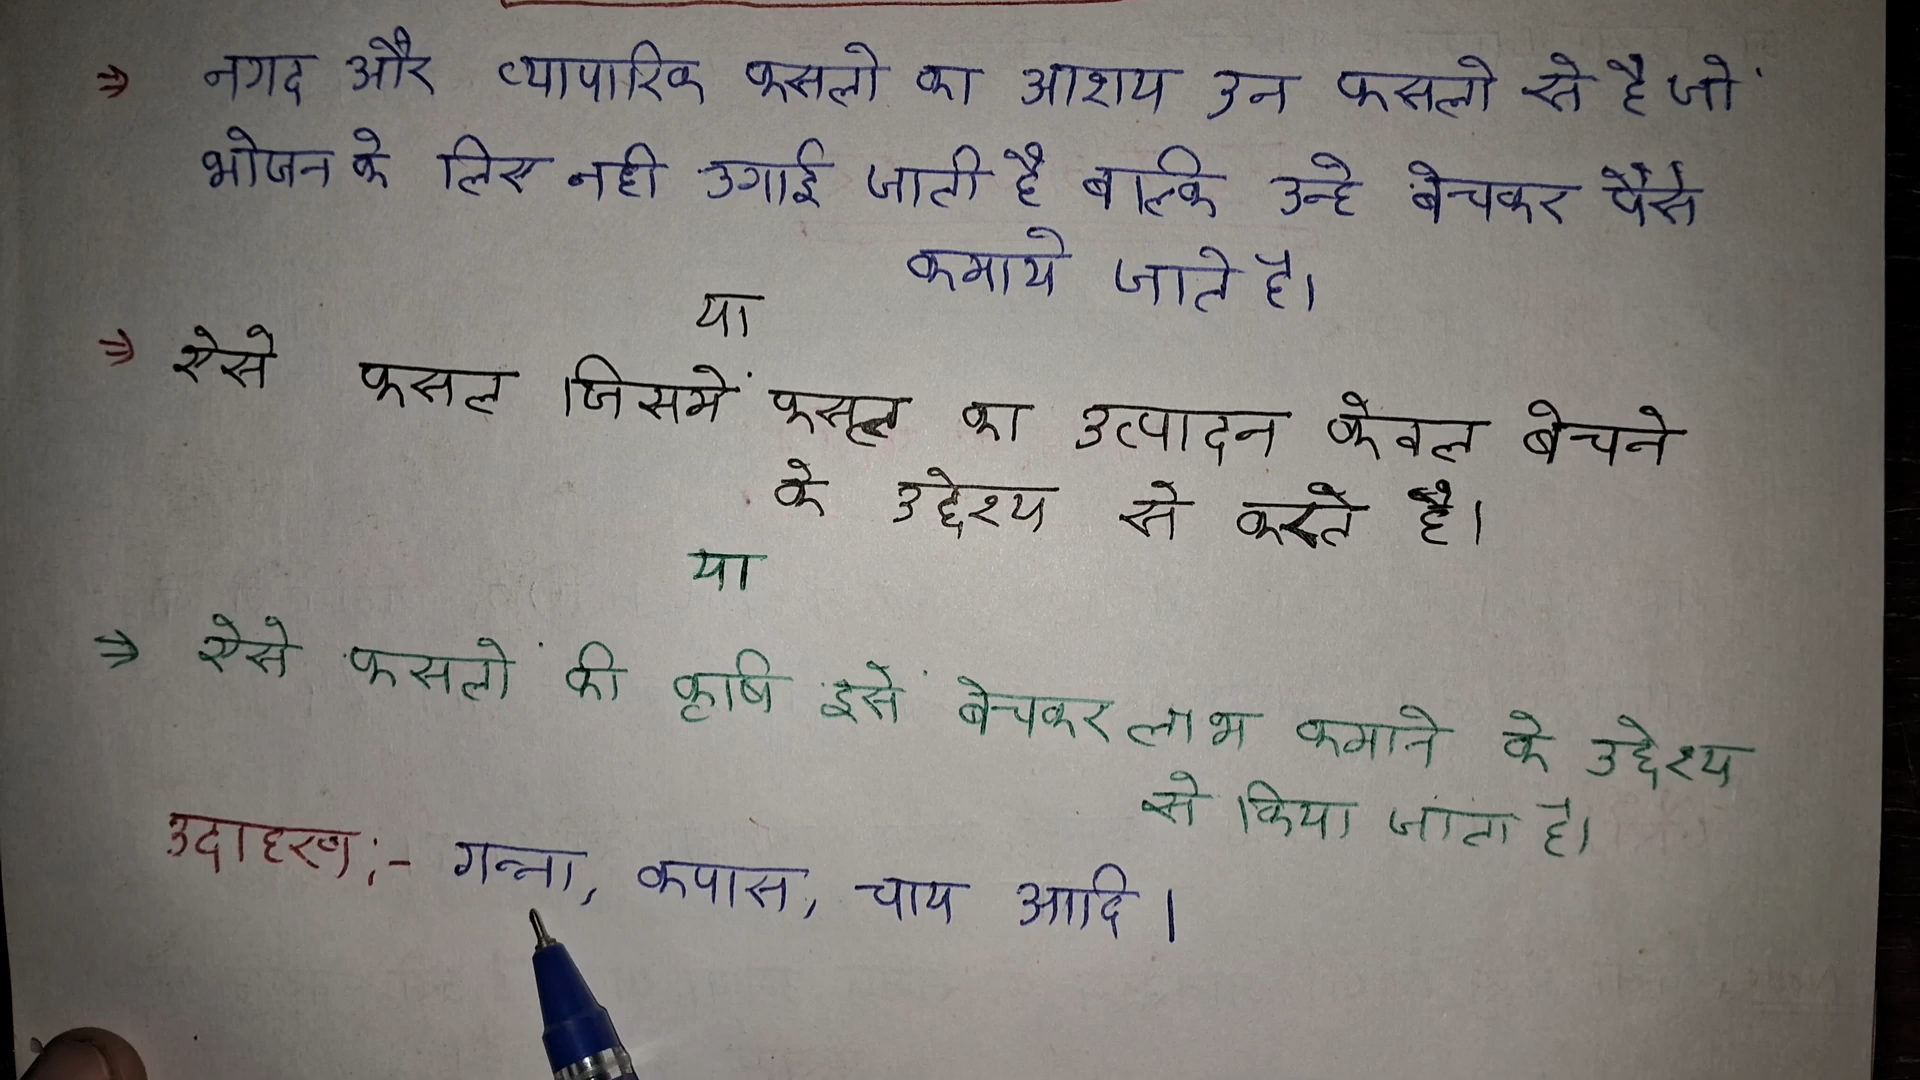 ⇒ नगद और व्यापारिक फसलो का आशय उन फसलो से है जों
भोजन के लिए नही उगाई जाती है बल्कि उन्हे बेचकर पैसे
कमाये जाते है।
या
⇒ ऐसे फसल जिसमें फसल का उत्पादन केवल बेचने
के उद्देश्य से करते है।
या
⇒ ऐसे फसलों की कृषि इसें बेचकर लाभ कमाने के उद्देश्य
से किया जाता है।
उदाहरण:- गन्ना, कपास, चाय आदि।